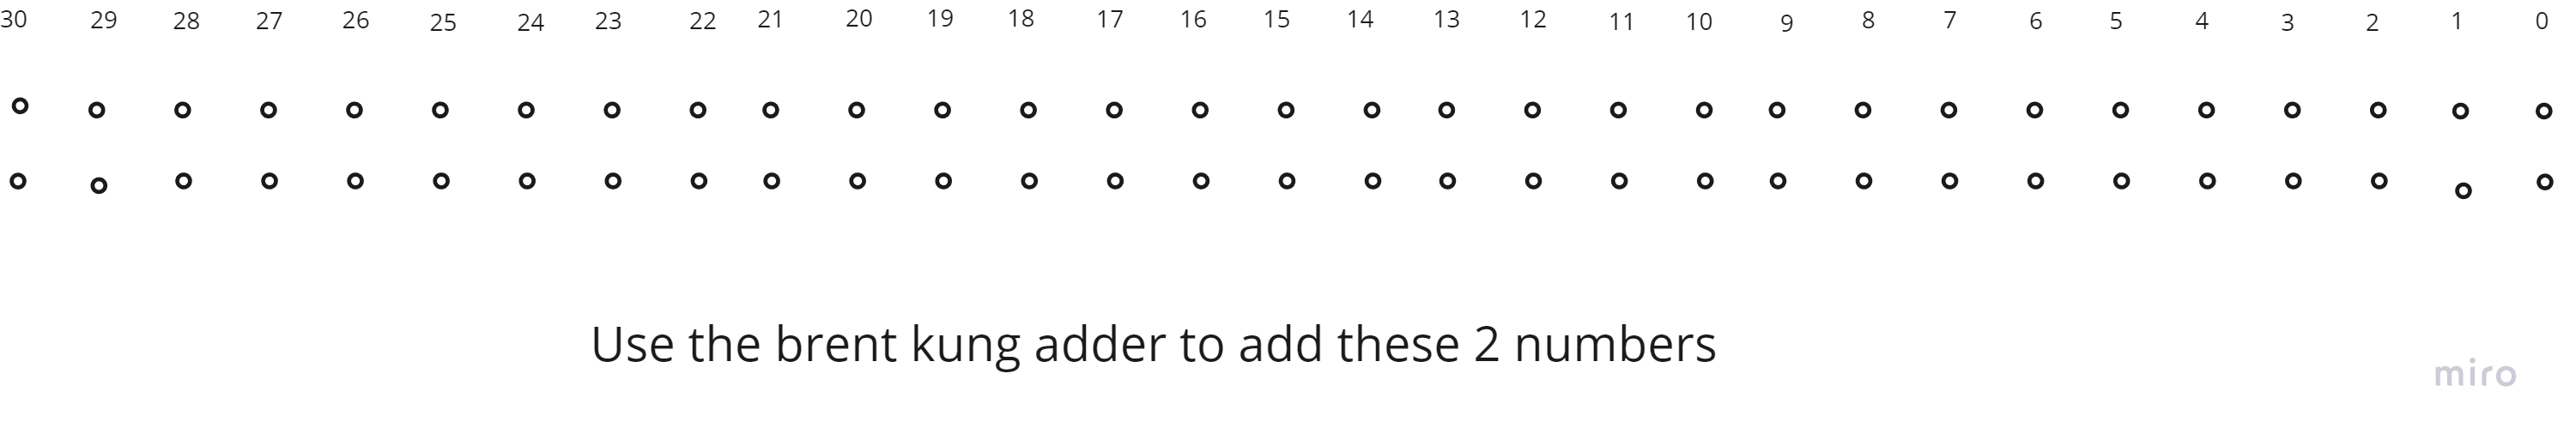 30 29 28 27 26 25 24 23 22 21 20 19 18 17 16 15 14 13 12 11 10 9 8 7 6 5 4 3 2 1 0
Use the brent kung adder to add these 2 numbers
miro